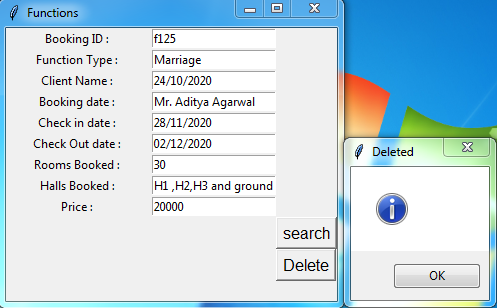 Functions
Booking ID : f125
Function Type : Marriage
Client Name : 24/10/2020
Booking date : Mr. Aditya Agarwal
Check in date : 28/11/2020
Check Out date : 02/12/2020
Rooms Booked : 30
Halls Booked : H1 ,H2,H3 and ground
Price : 20000
search
Delete
Deleted
OK